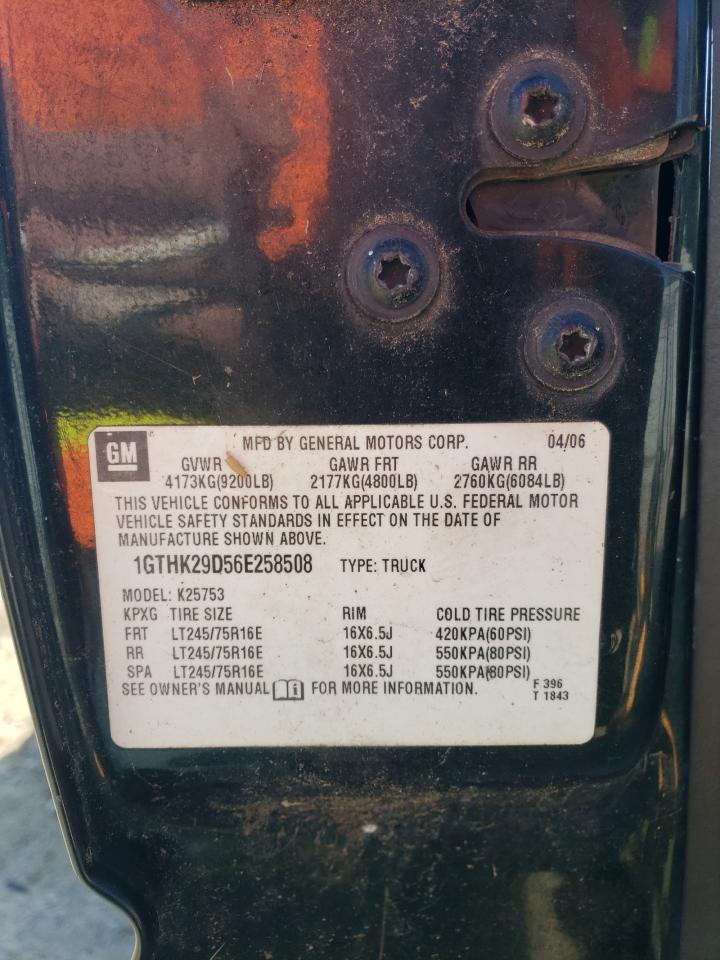 GM
MFD BY GENERAL MOTORS CORP. 04/06
GVWR GAWR FRT GAWR RR
4173KG(9200LB) 2177KG(4800LB) 2760KG(6084LB)
THIS VEHICLE CONFORMS TO ALL APPLICABLE U.S. FEDERAL MOTOR
VEHICLE SAFETY STANDARDS IN EFFECT ON THE DATE OF
MANUFACTURE SHOWN ABOVE.
1GTHK29D56E258508 TYPE: TRUCK
MODEL: K25753
KPXG TIRE SIZE RIM COLD TIRE PRESSURE
FRT LT245/75R16E 16X6.5J 420KPA(60PSI)
RR LT245/75R16E 16X6.5J 550KPA(80PSI)
SPA LT245/75R16E 16X6.5J 550KPA(80PSI)
SEE OWNER'S MANUAL i FOR MORE INFORMATION.
F 396
T 1843